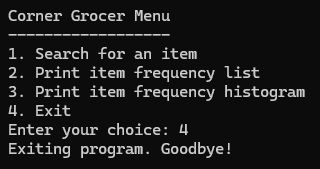 Corner Grocer Menu
------------------
1. Search for an item
2. Print item frequency list
3. Print item frequency histogram
4. Exit
Enter your choice: 4
Exiting program. Goodbye!